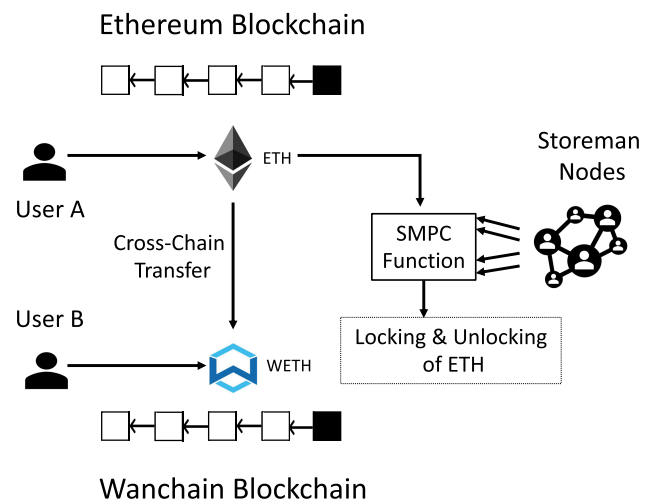 Ethereum Blockchain
Storeman
Nodes
ETH
User A
SMPC
Function
Cross-Chain
Transfer
User B
Locking & Unlocking
of ETH
WETH
Wanchain Blockchain